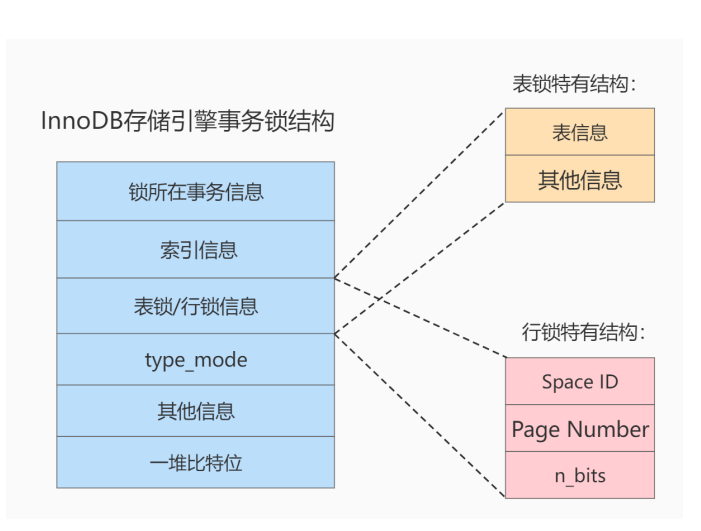 InnoDB存储引擎事务锁结构
锁所在事务信息
索引信息
表锁/行锁信息
type_mode
其他信息
一堆比特位
表锁特有结构：
表信息
其他信息
行锁特有结构：
Space ID
Page Number
n_bits